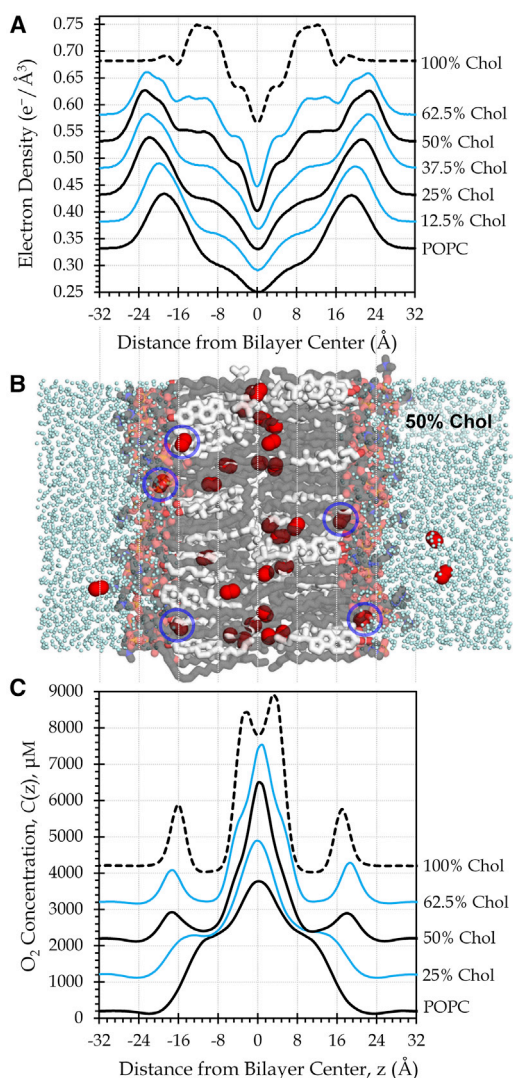 A
Electron Density (e⁻/Å³)
0.75
0.70
0.65
0.60
0.55
0.50
0.45
0.40
0.35
0.30
0.25
100% Chol
62.5% Chol
50% Chol
37.5% Chol
25% Chol
12.5% Chol
POPC
-32 -24 -16 -8 0 8 16 24 32
Distance from Bilayer Center (Å)
B
50% Chol
C
O₂ Concentration, C(z), µM
9000
8000
7000
6000
5000
4000
3000
2000
1000
0
100% Chol
62.5% Chol
50% Chol
25% Chol
POPC
-32 -24 -16 -8 0 8 16 24 32
Distance from Bilayer Center, z (Å)